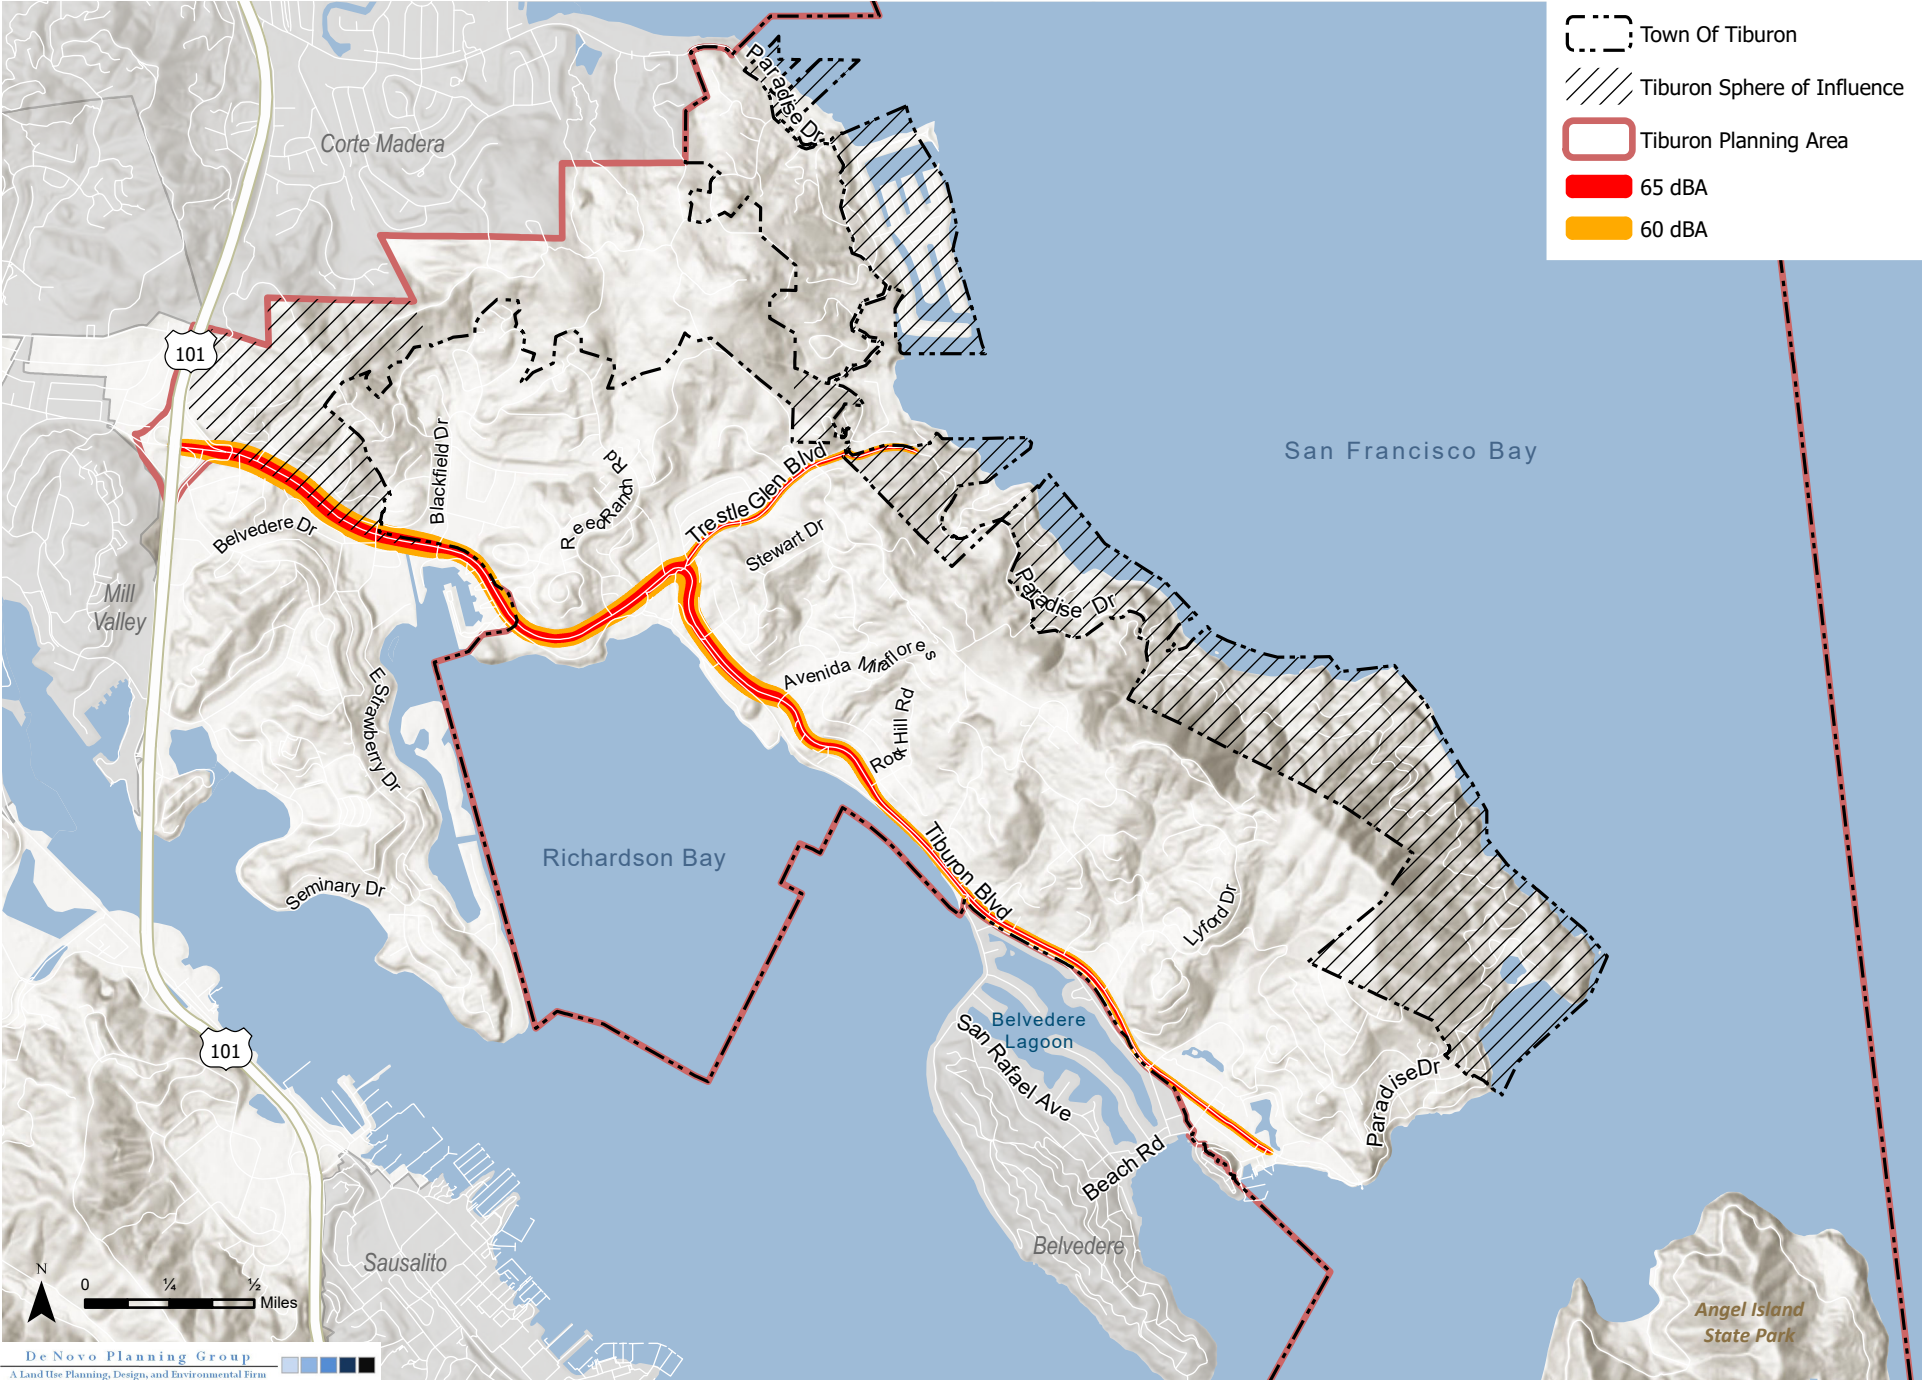 Town Of Tiburon
Tiburon Sphere of Influence
Tiburon Planning Area
65 dBA
60 dBA
Paradise Dr
Corte Madera
101
San Francisco Bay
Blackfield Dr
Reed Ranch Rd
Trestle Glen Blvd
Belvedere Dr
Stewart Dr
Mill
Valley
Paradise Dr
Avenida Miraflores
E Strawberry Dr
Rock Hill Rd
Richardson Bay
Tiburon Blvd
Seminary Dr
Lyford Dr
Belvedere
Lagoon
San Rafael Ave
101
Paradise Dr
Beach Rd
Belvedere
Sausalito
N
0 ¼ ½
Miles
Angel Island
State Park
De Novo Planning Group
A Land Use Planning, Design, and Environmental Firm